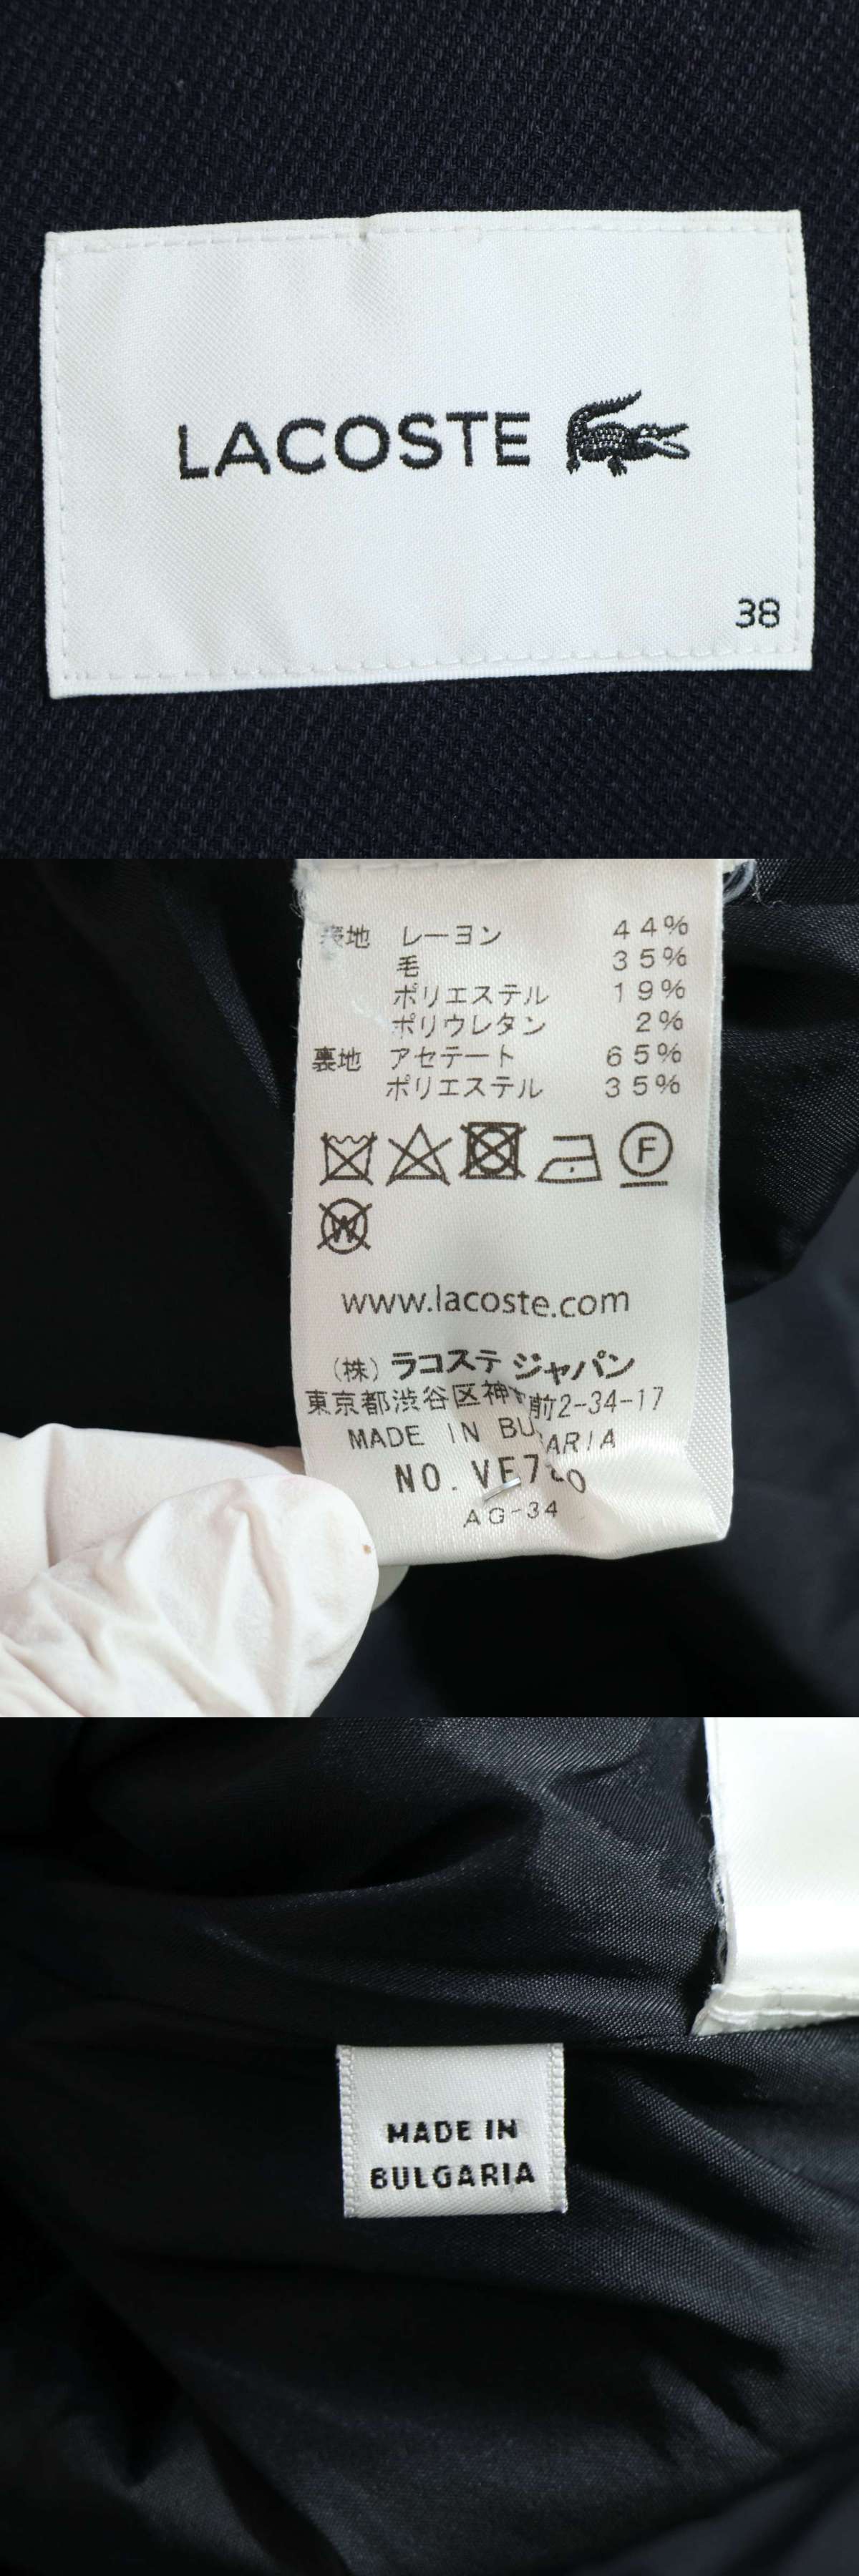 LACOSTE
38
表地 レーヨン 44%
毛 35%
ポリエステル 19%
ポリウレタン 2%
裏地 アセテート 65%
ポリエステル 35%
F
W
www.lacoste.com
(株) ラコステ ジャパン
東京都渋谷区神宮前2-34-17
MADE IN BULGARIA
NO.
AG-34
MADE IN
BULGARIA